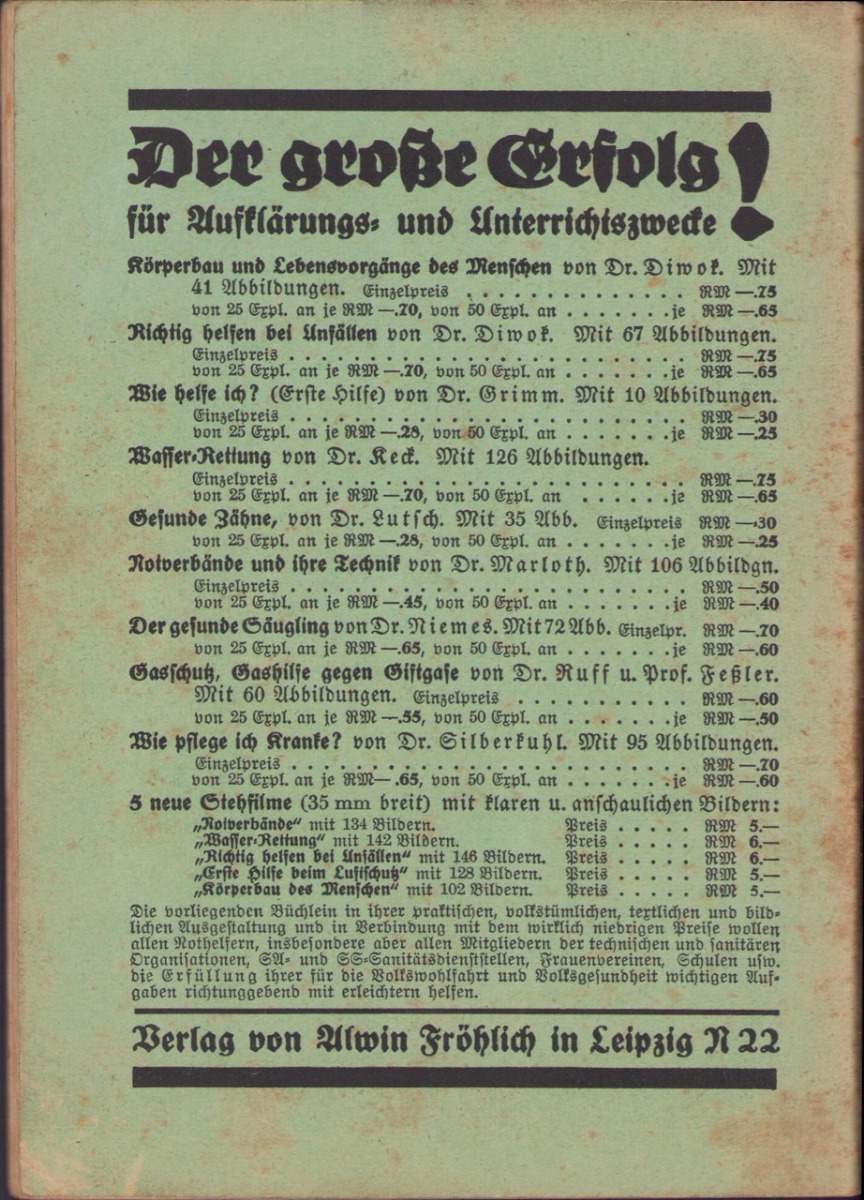 Der große Erfolg!
für Aufklärungs- und Unterrichtszwecke
Körperbau und Lebensvorgänge des Menschen von Dr. Diwok. Mit
41 Abbildungen. Einzelpreis . . . . . . . . . . . . . . RM —.75
von 25 Expl. an je RM —.70, von 50 Expl. an . . . . . . . je RM —.65
Richtig helfen bei Unfällen von Dr. Diwok. Mit 67 Abbildungen.
Einzelpreis . . . . . . . . . . . . . . . . . . . . . . . . RM —.75
von 25 Expl. an je RM —.70, von 50 Expl. an . . . . . . . je RM —.65
Wie helfe ich? (Erste Hilfe) von Dr. Grimm. Mit 10 Abbildungen.
Einzelpreis . . . . . . . . . . . . . . . . . . . . . . . . RM —.30
von 25 Expl. an je RM —.28, von 50 Expl. an . . . . . . . je RM —.25
Wasser-Rettung von Dr. Keck. Mit 126 Abbildungen.
Einzelpreis . . . . . . . . . . . . . . . . . . . . . . . . RM —.75
von 25 Expl. an je RM —.70, von 50 Expl. an . . . . . . . je RM —.65
Gesunde Zähne, von Dr. Lutsch. Mit 35 Abb. Einzelpreis RM —.30
von 25 Expl. an je RM —.28, von 50 Expl. an . . . . . . . je RM —.25
Notverbände und ihre Technik von Dr. Marloth. Mit 106 Abbildgn.
Einzelpreis . . . . . . . . . . . . . . . . . . . . . . . . RM —.50
von 25 Expl. an je RM —.45, von 50 Expl. an . . . . . . . je RM —.40
Der gesunde Säugling von Dr. Niemes. Mit 72 Abb. Einzelpr. RM —.70
von 25 Expl. an je RM —.65, von 50 Expl. an . . . . . . . je RM —.60
Gasschutz, Gashilfe gegen Giftgase von Dr. Ruff u. Prof. Feßler.
Mit 60 Abbildungen. Einzelpreis . . . . . . . . . . . RM —.60
von 25 Expl. an je RM —.55, von 50 Expl. an . . . . . . . je RM —.50
Wie pflege ich Kranke? von Dr. Silberkuhl. Mit 95 Abbildungen.
Einzelpreis . . . . . . . . . . . . . . . . . . . . . . . . RM —.70
von 25 Expl. an je RM— .65, von 50 Expl. an . . . . . . . je RM —.60
5 neue Stehfilme (35 mm breit) mit klaren u. anschaulichen Bildern:
„Notverbände“ mit 134 Bildern. Preis . . . . . RM 5.—
„Wasser-Rettung“ mit 142 Bildern. Preis . . . . . RM 6.—
„Richtig helfen bei Unfällen“ mit 146 Bildern. Preis . . . . . RM 6.—
„Erste Hilfe beim Luftschutz“ mit 128 Bildern. Preis . . . . . RM 5.—
„Körperbau des Menschen“ mit 102 Bildern. Preis . . . . . RM 5.—
Die vorliegenden Büchlein in ihrer praktischen, volkstümlichen, textlichen und bild-
lichen Ausgestaltung und in Verbindung mit dem wirklich niedrigen Preise wollen
allen Nothelfern, insbesondere aber allen Mitgliedern der technischen und sanitären
Organisationen, SA- und SS-Sanitätsdienststellen, Frauenvereinen, Schulen usw.
die Erfüllung ihrer für die Volkswohlfahrt und Volksgesundheit wichtigen Auf-
gaben richtunggebend mit erleichtern helfen.
Verlag von Alwin Fröhlich in Leipzig N 22